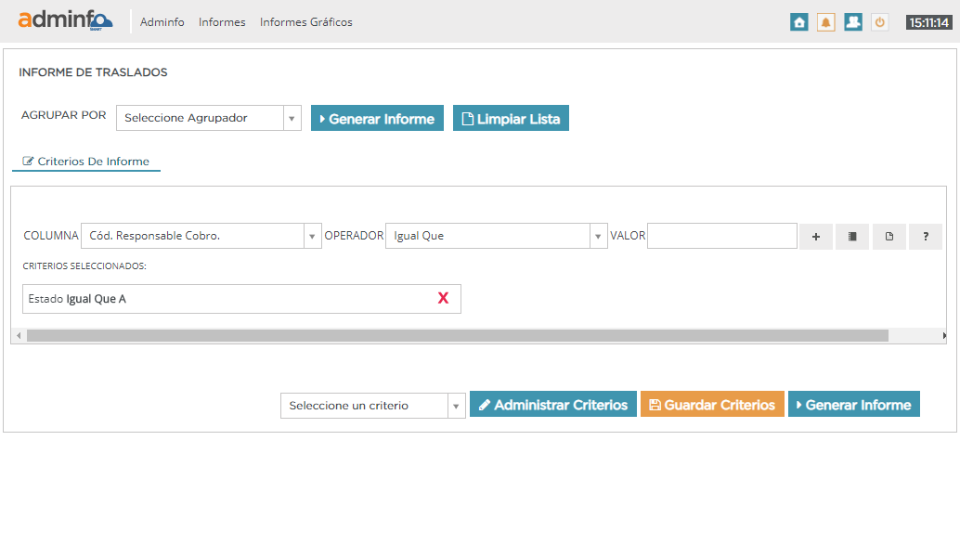 adminfo Adminfo Informes Informes Gráficos 15:11:14
INFORME DE TRASLADOS
AGRUPAR POR Seleccione Agrupador Generar Informe Limpiar Lista
Criterios De Informe
COLUMNA Cód. Responsable Cobro. OPERADOR Igual Que VALOR + ?
CRITERIOS SELECCIONADOS:
Estado Igual Que A X
Seleccione un criterio Administrar Criterios Guardar Criterios Generar Informe